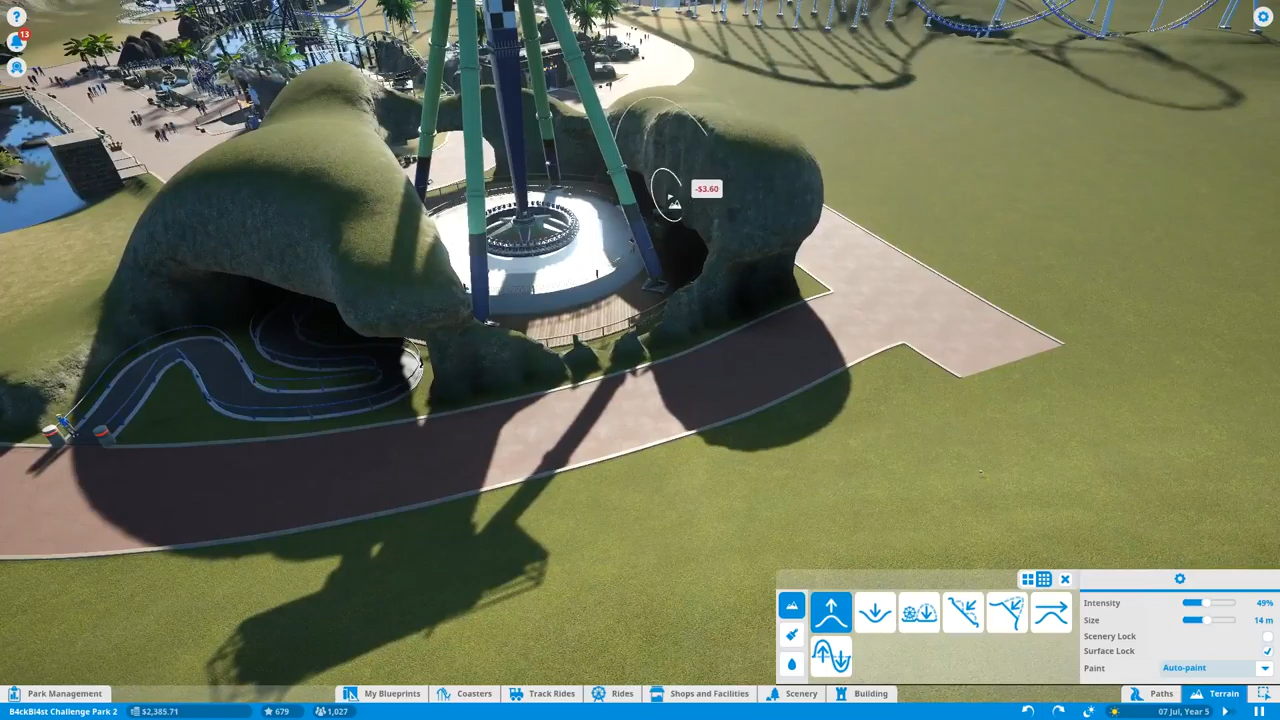 ?
13
-$3.60
Intensity 49%
Size 14 m
Scenery Lock
Surface Lock
Paint Auto-paint
Park Management
My Blueprints
Coasters
Track Rides
Rides
Shops and Facilities
Scenery
Building
Paths
Terrain
B4ckBl4st Challenge Park 2
$2,385.71
679
1,027
07 Jul, Year 5